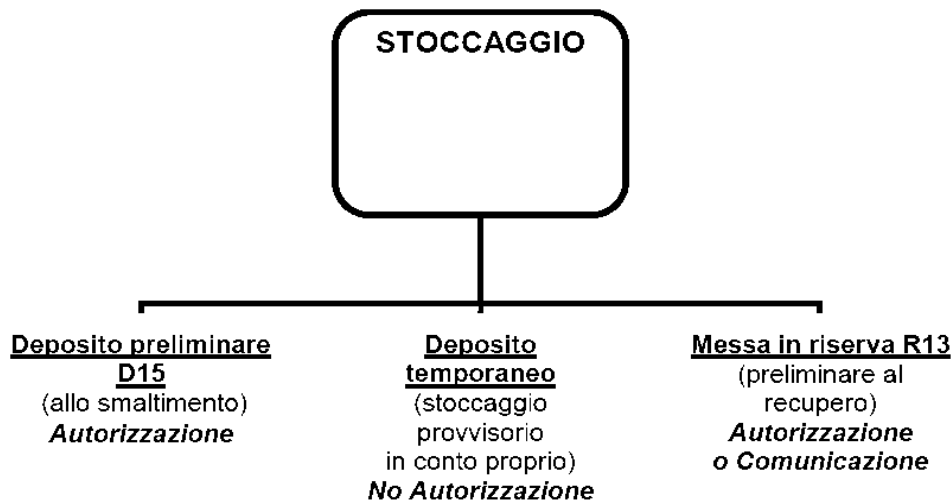 STOCCAGGIO
Deposito preliminare
D15
(allo smaltimento)
Autorizzazione
Deposito
temporaneo
(stoccaggio
provvisorio
in conto proprio)
No Autorizzazione
Messa in riserva R13
(preliminare al
recupero)
Autorizzazione
o Comunicazione